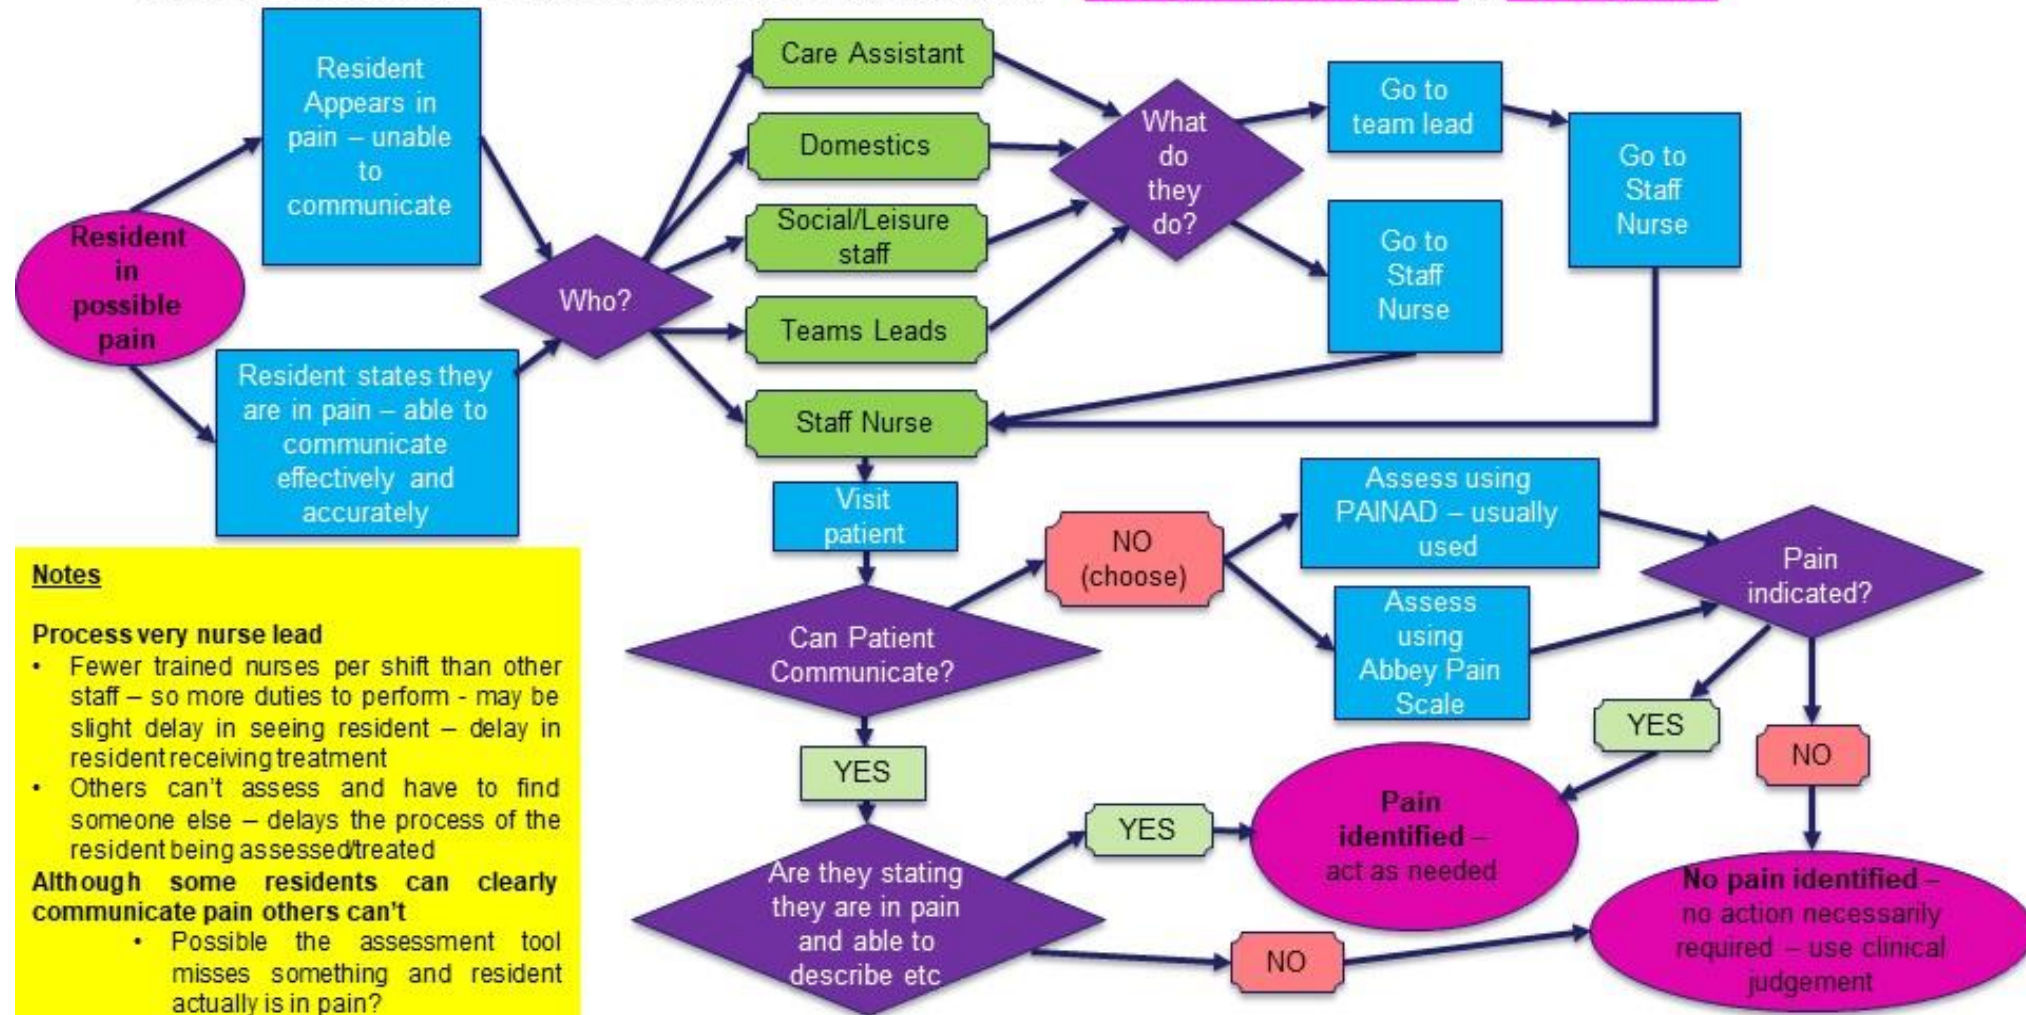 Resident
Appears in
pain – unable
to
communicate
Resident
in
possible
pain
Resident states they
are in pain – able to
communicate
effectively and
accurately
Who?
Care Assistant
Domestics
Social/Leisure
staff
Teams Leads
Staff Nurse
What
do
they
do?
Go to
team lead
Go to
Staff
Nurse
Go to
Staff
Nurse
Visit
patient
Can Patient
Communicate?
NO
(choose)
Assess using
PAINAD – usually
used
Assess
using
Abbey Pain
Scale
Pain
indicated?
YES
NO
YES
Are they stating
they are in pain
and able to
describe etc
YES
NO
Pain
identified –
act as needed
No pain identified –
no action necessarily
required – use clinical
judgement
Notes
Process very nurse lead
• Fewer trained nurses per shift than other
staff – so more duties to perform - may be
slight delay in seeing resident – delay in
resident receiving treatment
• Others can't assess and have to find
someone else – delays the process of the
resident being assessed/treated
Although some residents can clearly
communicate pain others can't
• Possible the assessment tool
misses something and resident
actually is in pain?